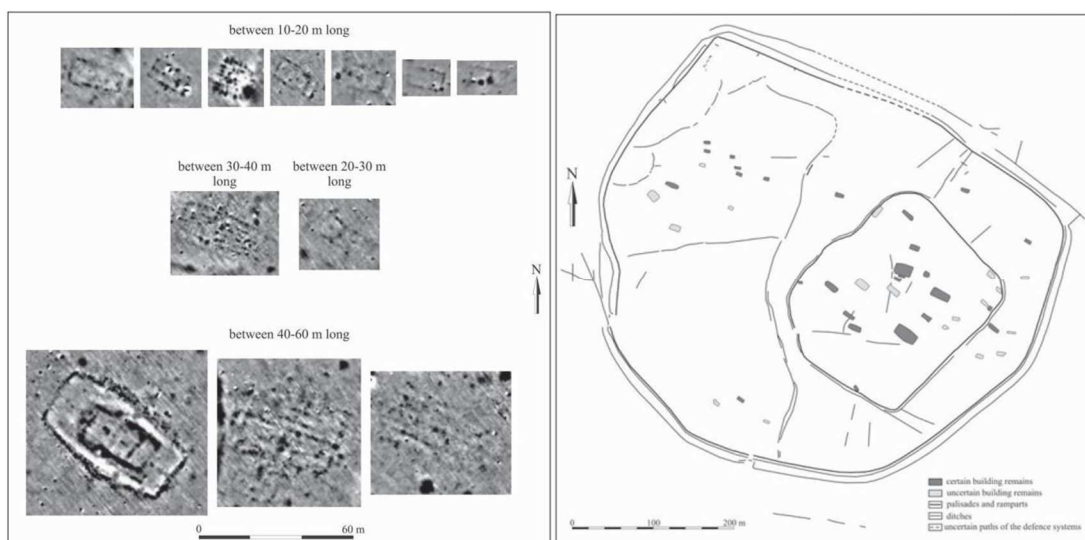 between 10-20 m long
between 30-40 m
long
between 20-30 m
long
N
between 40-60 m long
0 60 m
N
certain building remains
uncertain building remains
palisades and ramparts
ditches
uncertain paths of the defence systems
0 100 200 m